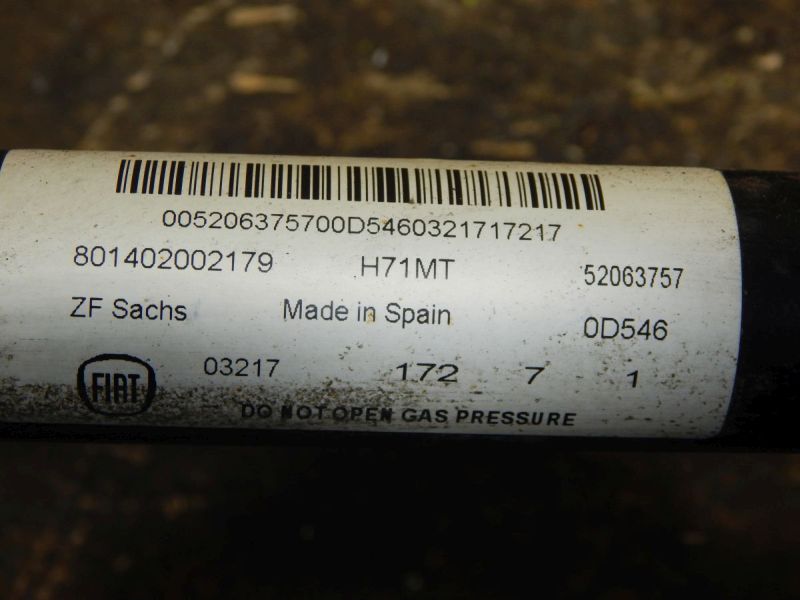 005206375700D5460321717217
801402002179 H71MT 52063757
ZF Sachs Made in Spain 0D546
FIAT 03217 172 7 1
DO NOT OPEN GAS PRESSURE